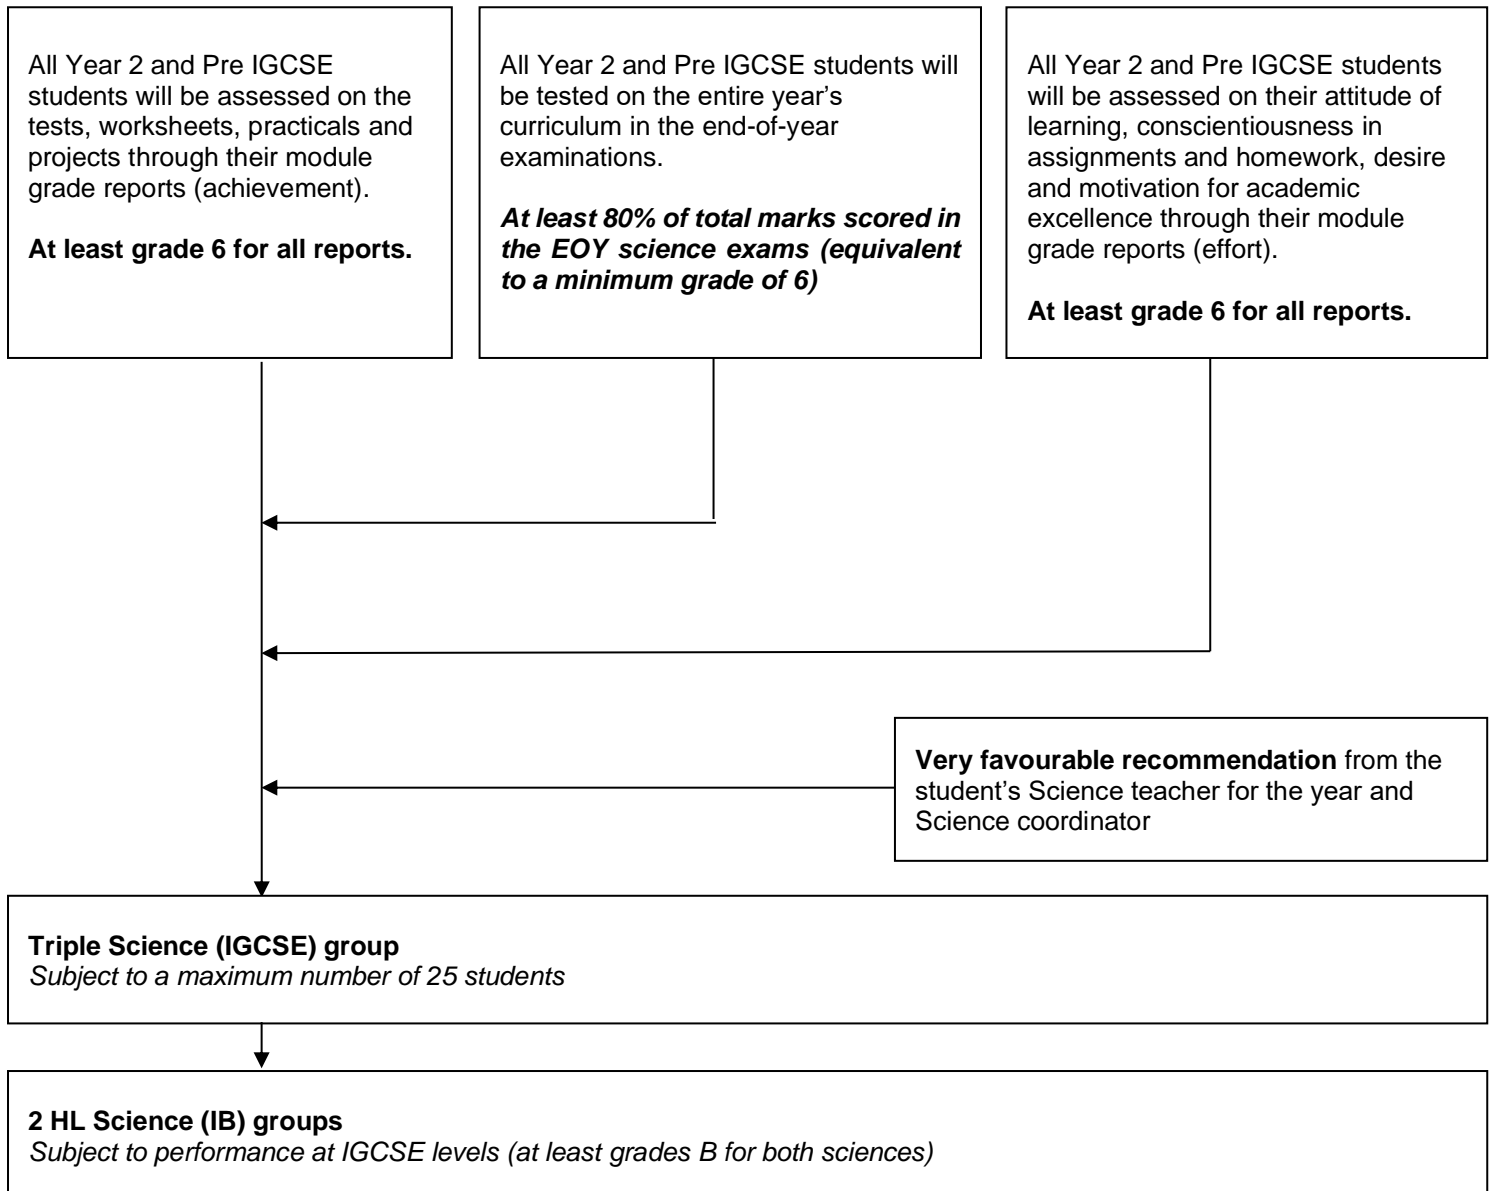 All Year 2 and Pre IGCSE
students will be assessed on the
tests, worksheets, practicals and
projects through their module
grade reports (achievement).
At least grade 6 for all reports.
All Year 2 and Pre IGCSE students will
be tested on the entire year’s
curriculum in the end-of-year
examinations.
At least 80% of total marks scored in
the EOY science exams (equivalent
to a minimum grade of 6)
All Year 2 and Pre IGCSE students
will be assessed on their attitude of
learning, conscientiousness in
assignments and homework, desire
and motivation for academic
excellence through their module
grade reports (effort).
At least grade 6 for all reports.
Very favourable recommendation from the
student’s Science teacher for the year and
Science coordinator
Triple Science (IGCSE) group
Subject to a maximum number of 25 students
2 HL Science (IB) groups
Subject to performance at IGCSE levels (at least grades B for both sciences)